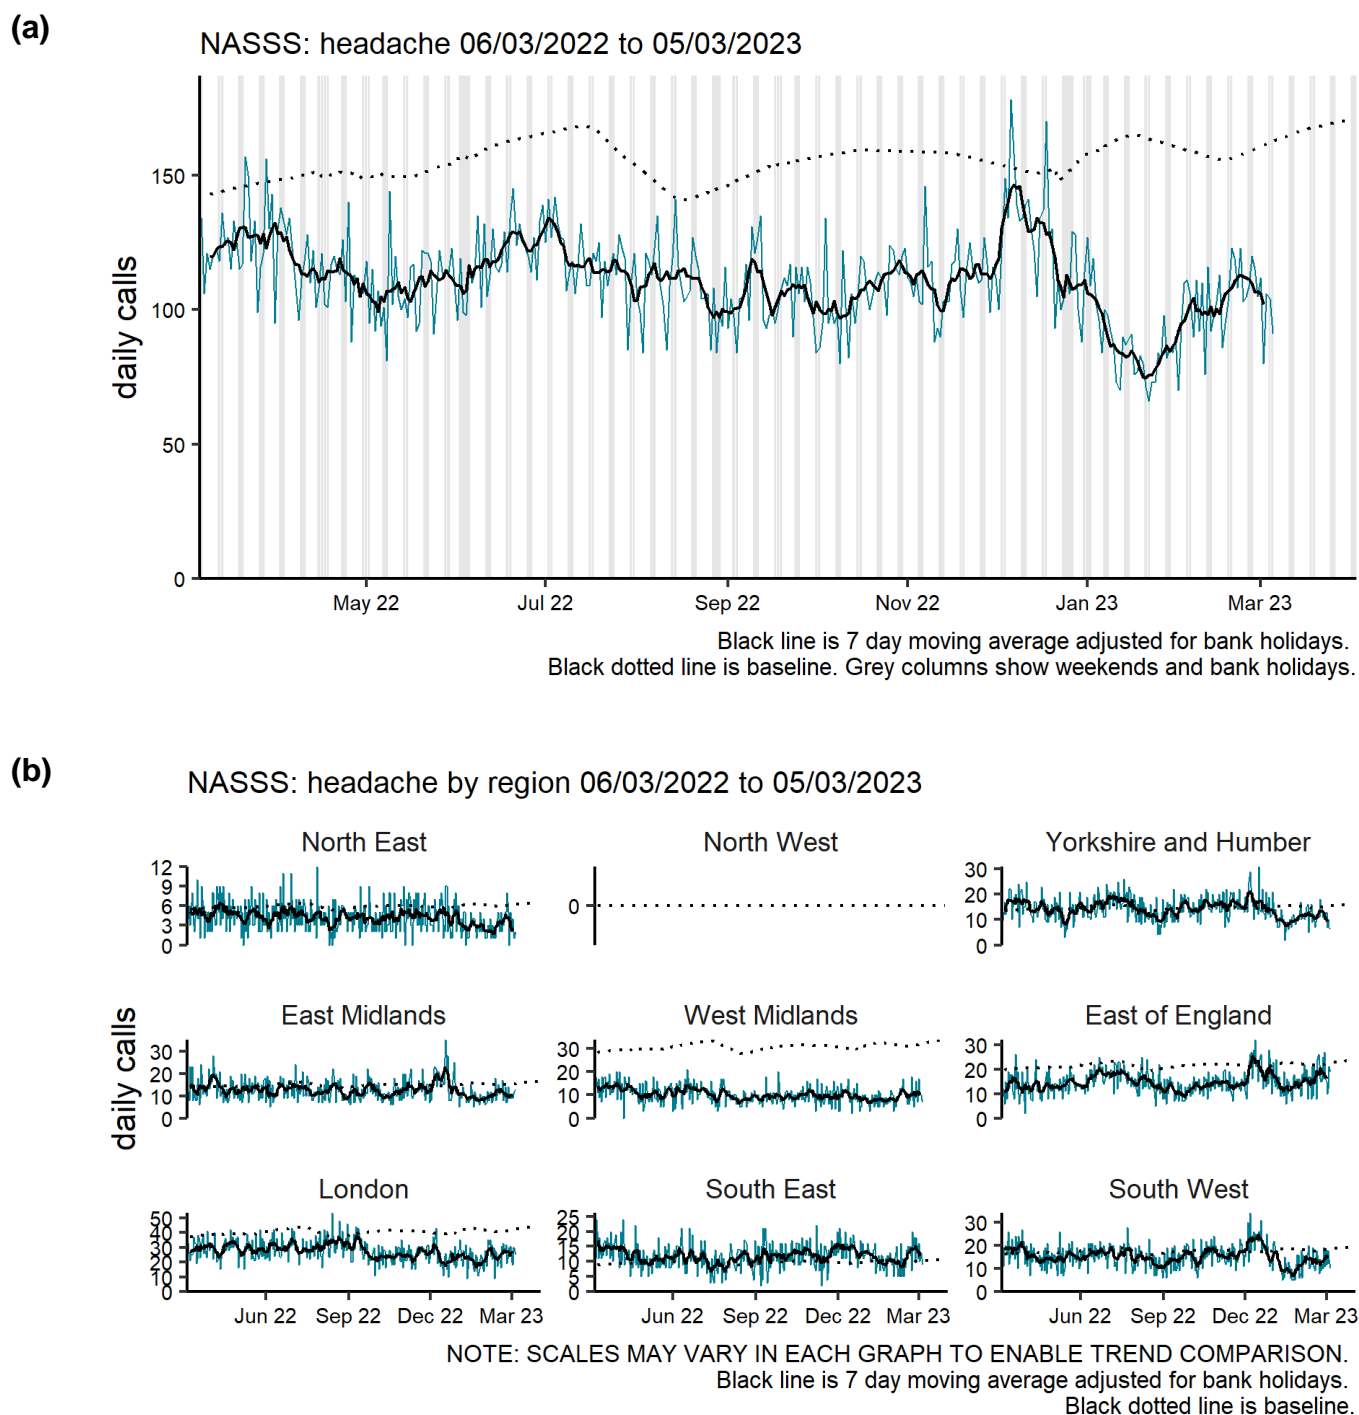 (a)
NASSS: headache 06/03/2022 to 05/03/2023
daily calls
150
100
50
0
May 22 Jul 22 Sep 22 Nov 22 Jan 23 Mar 23
Black line is 7 day moving average adjusted for bank holidays.
Black dotted line is baseline. Grey columns show weekends and bank holidays.
(b)
NASSS: headache by region 06/03/2022 to 05/03/2023
daily calls
North East
12
9
6
3
0
North West
0
Yorkshire and Humber
30
20
10
0
East Midlands
30
20
10
0
West Midlands
30
20
10
0
East of England
30
20
10
0
London
50
40
30
20
10
0
South East
25
20
15
10
5
0
South West
30
20
10
0
Jun 22 Sep 22 Dec 22 Mar 23
Jun 22 Sep 22 Dec 22 Mar 23
Jun 22 Sep 22 Dec 22 Mar 23
NOTE: SCALES MAY VARY IN EACH GRAPH TO ENABLE TREND COMPARISON.
Black line is 7 day moving average adjusted for bank holidays.
Black dotted line is baseline.